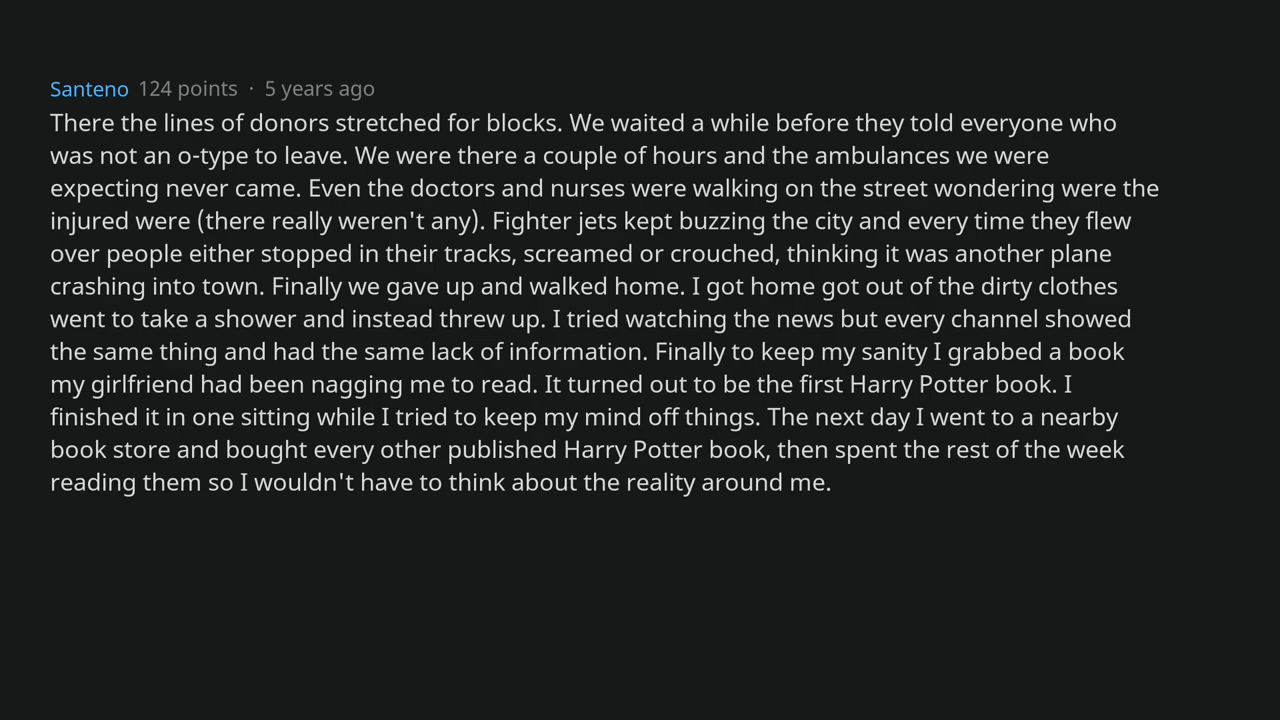 Santeno 124 points · 5 years ago
There the lines of donors stretched for blocks. We waited a while before they told everyone who
was not an o-type to leave. We were there a couple of hours and the ambulances we were
expecting never came. Even the doctors and nurses were walking on the street wondering were the
injured were (there really weren't any). Fighter jets kept buzzing the city and every time they flew
over people either stopped in their tracks, screamed or crouched, thinking it was another plane
crashing into town. Finally we gave up and walked home. I got home got out of the dirty clothes
went to take a shower and instead threw up. I tried watching the news but every channel showed
the same thing and had the same lack of information. Finally to keep my sanity I grabbed a book
my girlfriend had been nagging me to read. It turned out to be the first Harry Potter book. I
finished it in one sitting while I tried to keep my mind off things. The next day I went to a nearby
book store and bought every other published Harry Potter book, then spent the rest of the week
reading them so I wouldn't have to think about the reality around me.